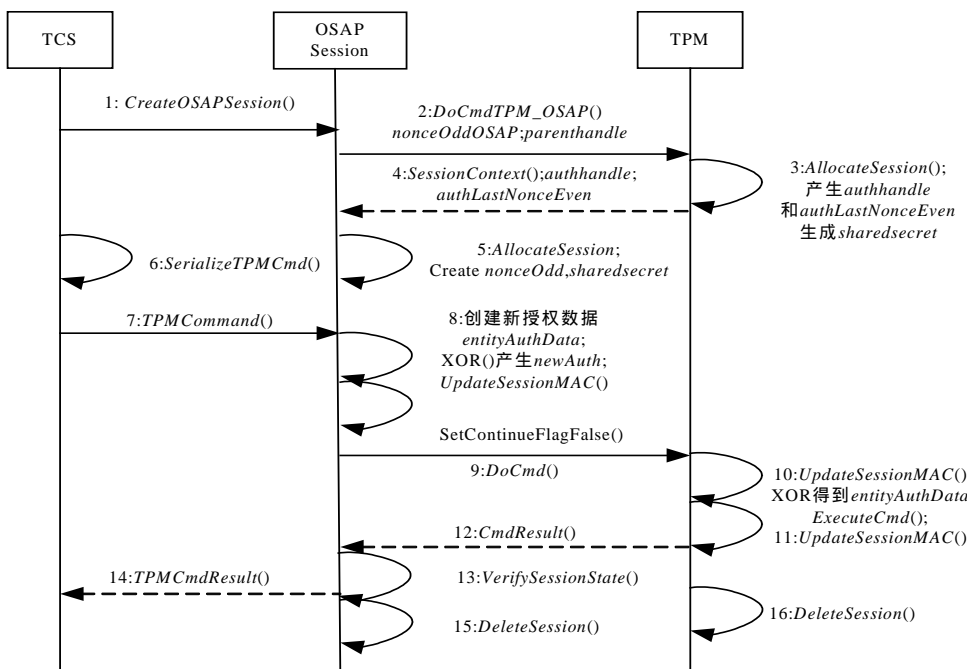 TCS
OSAP
Session
TPM
1: CreateOSAPSession()
2:DoCmdTPM_OSAP()
nonceOddOSAP;parenthandle
3:AllocateSession();
产生authhandle
和authLastNonceEven
生成sharedsecret
4:SessionContext();authhandle;
authLastNonceEven
5:AllocateSession;
Create nonceOdd,sharedsecret
6:SerializeTPMCmd()
7:TPMCommand()
8:创建新授权数据
entityAuthData;
XOR()产生newAuth;
UpdateSessionMAC()
SetContinueFlagFalse()
9:DoCmd()
10:UpdateSessionMAC()
XOR得到entityAuthData
ExecuteCmd();
11:UpdateSessionMAC()
12:CmdResult()
13:VerifySessionState()
14:TPMCmdResult()
15:DeleteSession()
16:DeleteSession()